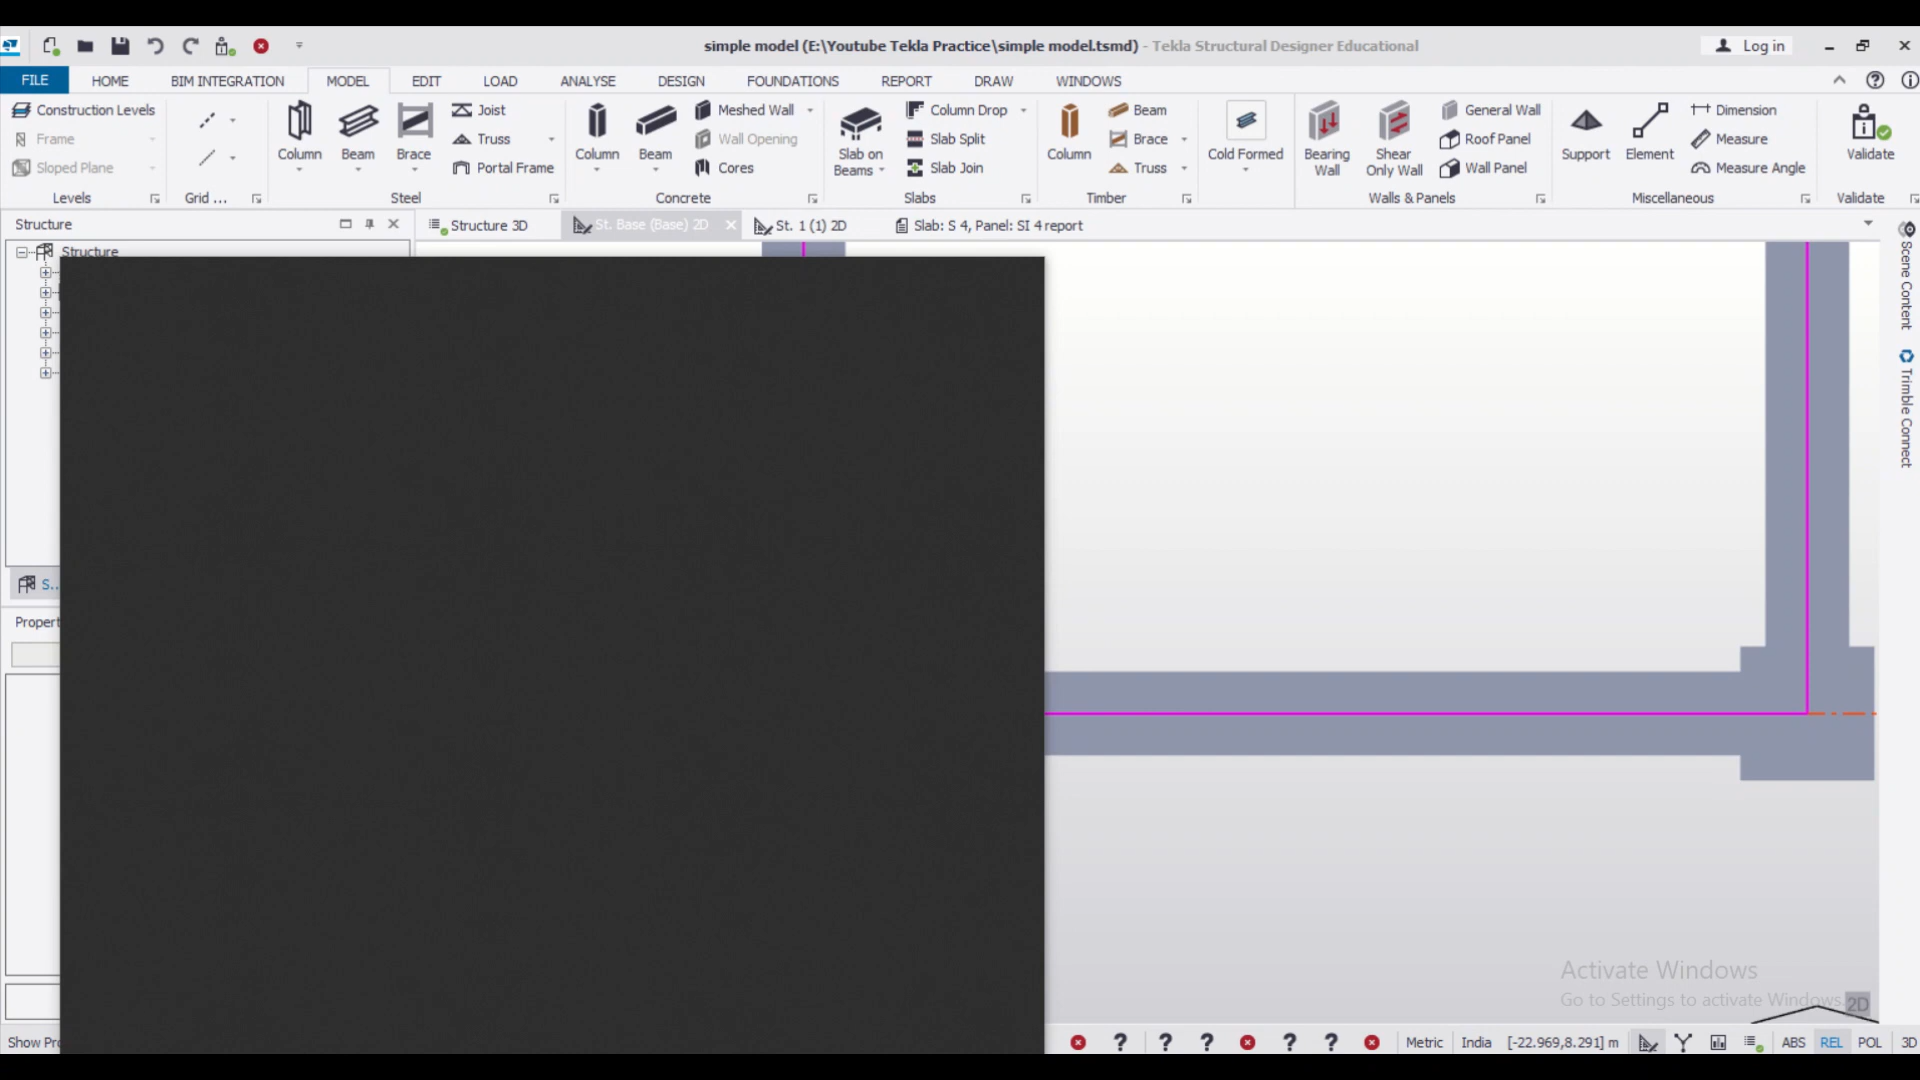 simple model (E:\Youtube Tekla Practice\simple model.tsmd) - Tekla Structural Designer Educational
Log in
FILE HOME BIM INTEGRATION MODEL EDIT LOAD ANALYSE DESIGN FOUNDATIONS REPORT DRAW WINDOWS
Construction Levels
Frame
Sloped Plane
Levels
Grid ...
Column
Beam
Brace
Joist
Truss
Portal Frame
Steel
Column
Beam
Meshed Wall
Wall Opening
Cores
Concrete
Slab on
Beams
Column Drop
Slab Split
Slab Join
Slabs
Column
Beam
Brace
Truss
Timber
Cold Formed
Bearing
Wall
Shear
Only Wall
General Wall
Roof Panel
Wall Panel
Walls & Panels
Support
Element
Dimension
Measure
Measure Angle
Miscellaneous
Validate
Validate
Structure
Structure 3D
St. Base (Base) 2D
St. 1 (1) 2D
Slab: S 4, Panel: SI 4 report
Structure
Scene Content
Trimble Connect
S..
Propert
Activate Windows
Go to Settings to activate Windows.
2D
Show Pr
Metric India [-22.969,8.291] m ABS REL POL 3D